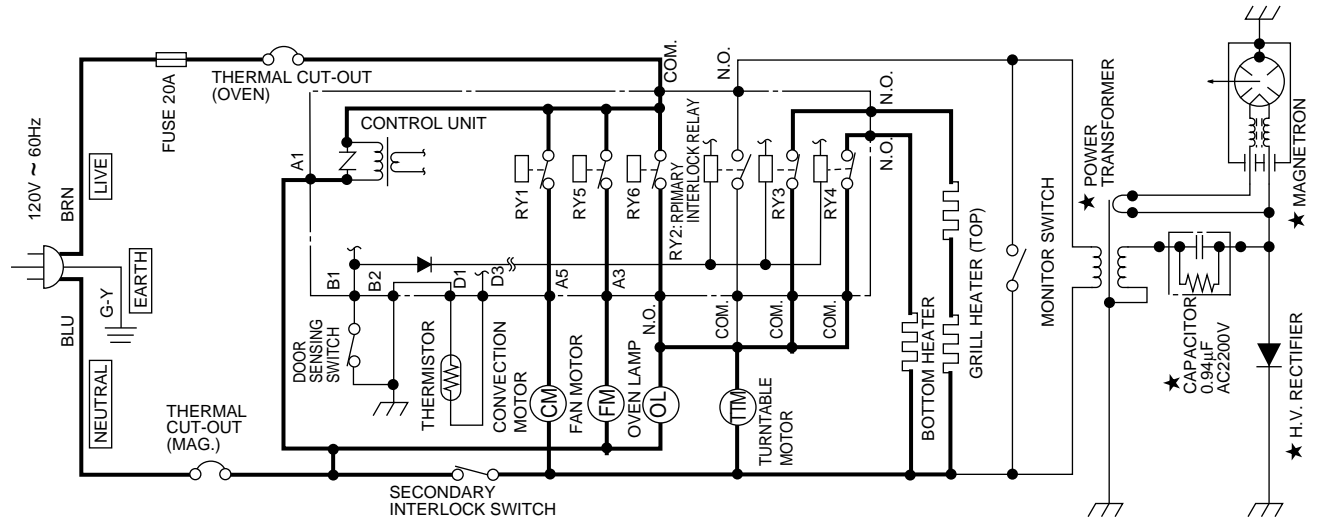 120V ~ 60Hz
BRN
LIVE
FUSE 20A
THERMAL CUT-OUT
(OVEN)
A1
CONTROL UNIT
COM.
N.O.
N.O.
N.O.
RY1
RY5
RY6
RY2:RPIMARY
INTERLOCK RELAY
RY3
RY4
BLU
G-Y
EARTH
NEUTRAL
THERMAL
CUT-OUT
(MAG.)
B1
B2
D1
D3
A5
A3
N.O.
COM.
COM.
COM.
DOOR
SENSING
SWITCH
THERMISTOR
CONVECTION
MOTOR
CM
FAN MOTOR
FM
OVEN LAMP
OL
TTM
TURNTABLE
MOTOR
BOTTOM HEATER
GRILL HEATER (TOP)
MONITOR SWITCH
★ POWER
TRANSFORMER
★ MAGNETRON
★ CAPACITOR
0.94µF
AC2200V
★ H.V. RECTIFIER
SECONDARY
INTERLOCK SWITCH